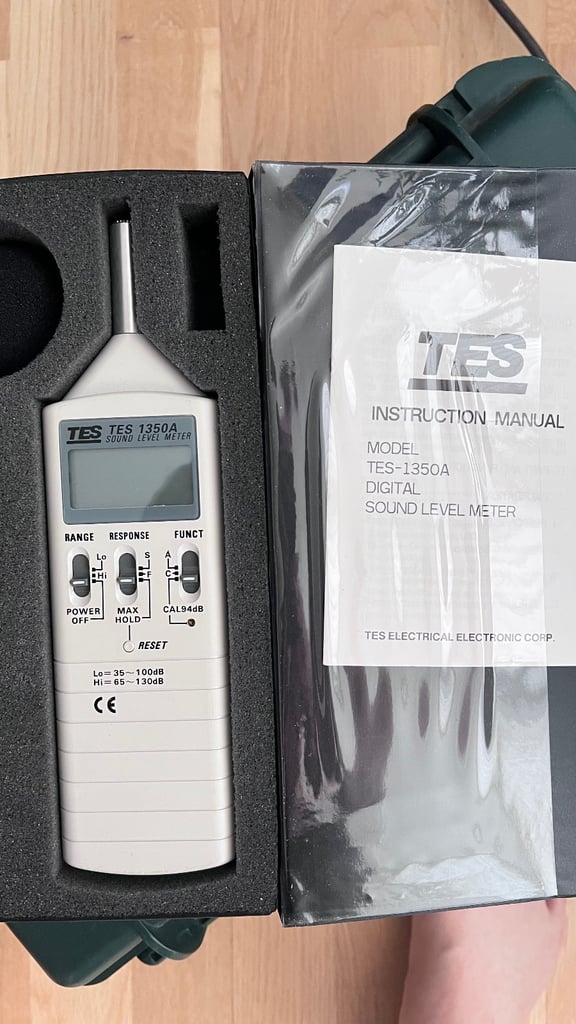 TES TES 1350A
SOUND LEVEL METER
RANGE RESPONSE FUNCT
Lo S A
Hi F C
POWER OFF MAX HOLD CAL94dB
RESET
Lo=35~100dB
Hi=65~130dB
CE
TES
INSTRUCTION MANUAL
MODEL
TES-1350A
DIGITAL
SOUND LEVEL METER
TES ELECTRICAL ELECTRONIC CORP.